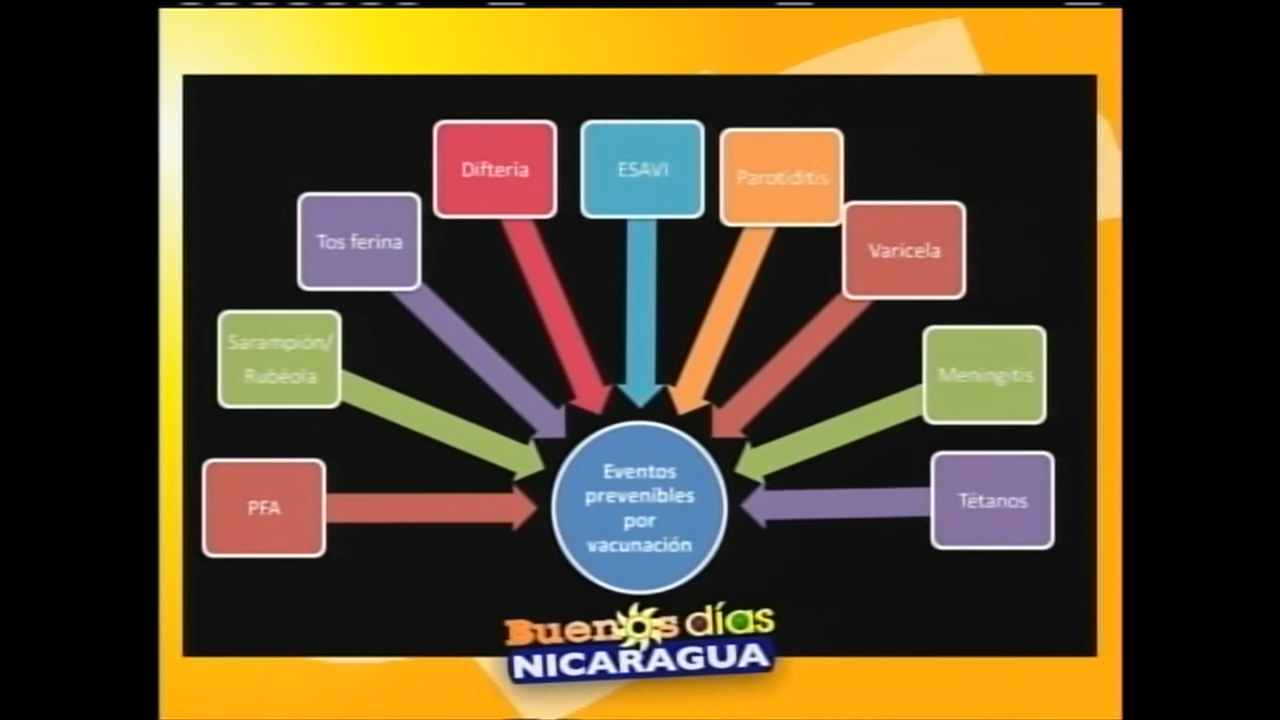 Difteria
ESAVI
Parotiditis
Tos ferina
Varicela
Sarampión/
Rubéola
Meningitis
PFA
Eventos
prevenibles
por
vacunación
Tétanos
Buenos días
NICARAGUA